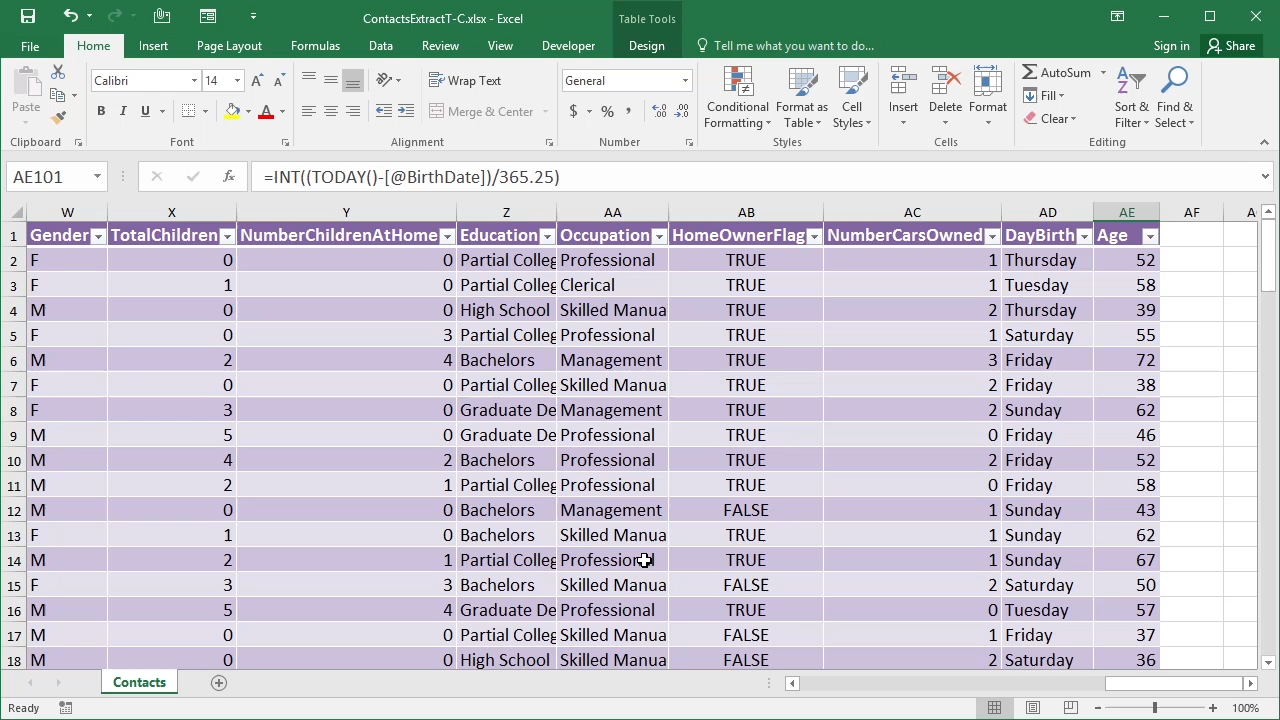 ContactsExtractT-C.xlsx - Excel
Table Tools
File Home Insert Page Layout Formulas Data Review View Developer Design Tell me what you want to do... Sign in Share
Paste
Calibri 14
B I U
Wrap Text
Merge & Center
General
$ % ,
Conditional Formatting
Format as Table
Cell Styles
Insert
Delete
Format
AutoSum
Fill
Clear
Sort & Filter
Find & Select
Clipboard Font Alignment Number Styles Cells Editing
AE101 fx =INT((TODAY()-[@BirthDate])/365.25)
W X Y Z AA AB AC AD AE AF
1 Gender TotalChildren NumberChildrenAtHome Education Occupation HomeOwnerFlag NumberCarsOwned DayBirth Age
2 F 0 0 Partial Colleg Professional TRUE 1 Thursday 52
3 F 1 0 Partial Colleg Clerical TRUE 1 Tuesday 58
4 M 0 0 High School Skilled Manua TRUE 2 Thursday 39
5 F 0 3 Partial Colleg Professional TRUE 1 Saturday 55
6 M 2 4 Bachelors Management TRUE 3 Friday 72
7 F 0 0 Partial Colleg Skilled Manua TRUE 2 Friday 38
8 F 3 0 Graduate De Management TRUE 2 Sunday 62
9 M 5 0 Graduate De Professional TRUE 0 Friday 46
10 M 4 2 Bachelors Professional TRUE 2 Friday 52
11 M 2 1 Partial Colleg Professional TRUE 0 Friday 58
12 M 0 0 Bachelors Management FALSE 1 Sunday 43
13 F 1 0 Bachelors Skilled Manua TRUE 1 Sunday 62
14 M 2 1 Partial Colleg Professional TRUE 1 Sunday 67
15 F 3 3 Bachelors Skilled Manua FALSE 2 Saturday 50
16 M 5 4 Graduate De Professional TRUE 0 Tuesday 57
17 M 0 0 Partial Colleg Skilled Manua FALSE 1 Friday 37
18 M 0 0 High School Skilled Manua FALSE 2 Saturday 36
Contacts
Ready 100%